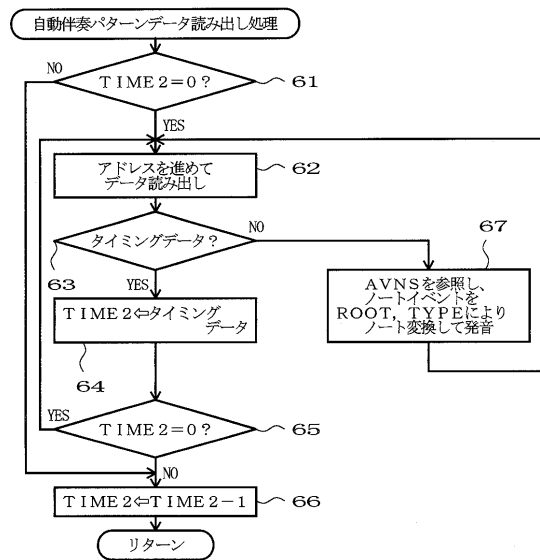 自動伴奏パターンデータ読み出し処理
NO
TIME2=0?
61
YES
アドレスを進めて
データ読み出し
62
タイミングデータ?
NO
63
67
YES
AVNSを参照し、
ノートイベントを
ROOT,TYPEにより
ノート変換して発音
TIME2⇦タイミング
データ
64
YES
TIME2=0?
65
NO
TIME2⇦TIME2-1
66
リターン